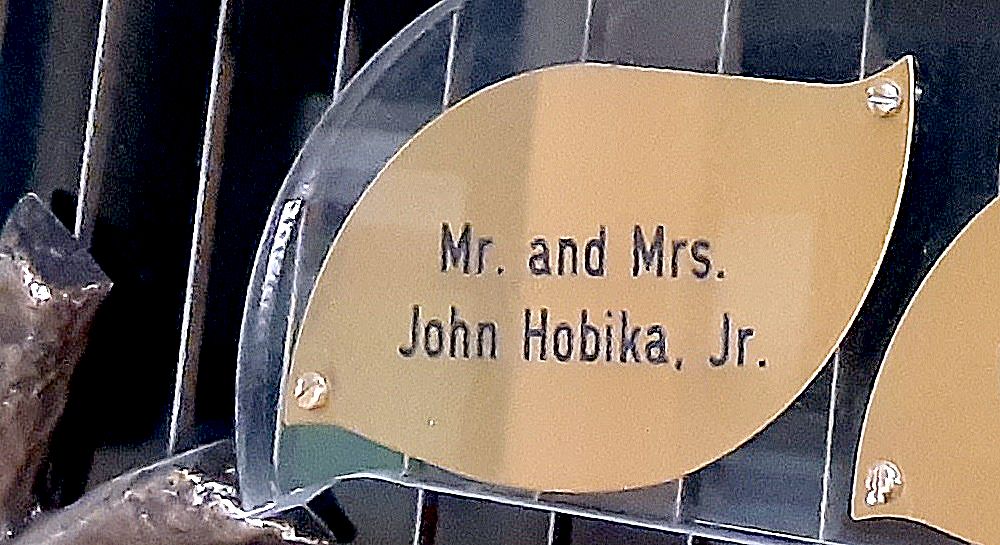 Mr. and Mrs.
John Hobika, Jr.